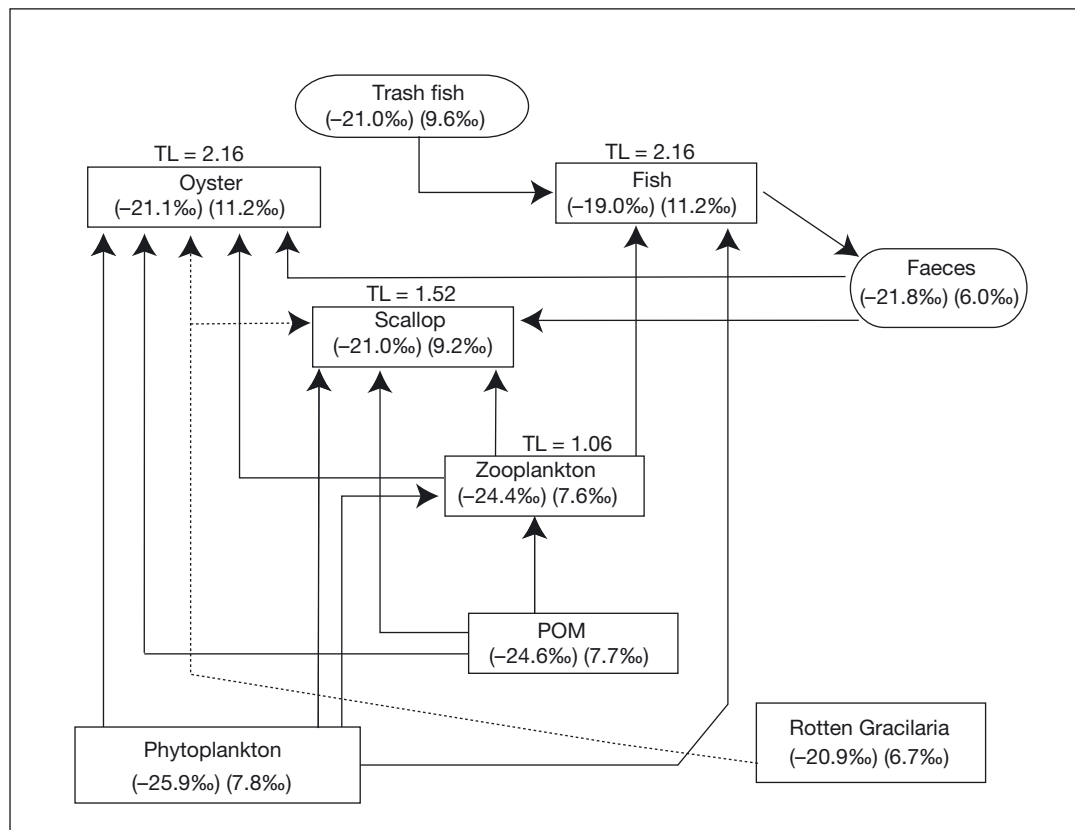 Trash fish
(–21.0‰) (9.6‰)
TL = 2.16
Oyster
(–21.1‰) (11.2‰)
TL = 2.16
Fish
(–19.0‰) (11.2‰)
Faeces
(–21.8‰) (6.0‰)
TL = 1.52
Scallop
(–21.0‰) (9.2‰)
TL = 1.06
Zooplankton
(–24.4‰) (7.6‰)
POM
(–24.6‰) (7.7‰)
Phytoplankton
(–25.9‰) (7.8‰)
Rotten Gracilaria
(–20.9‰) (6.7‰)